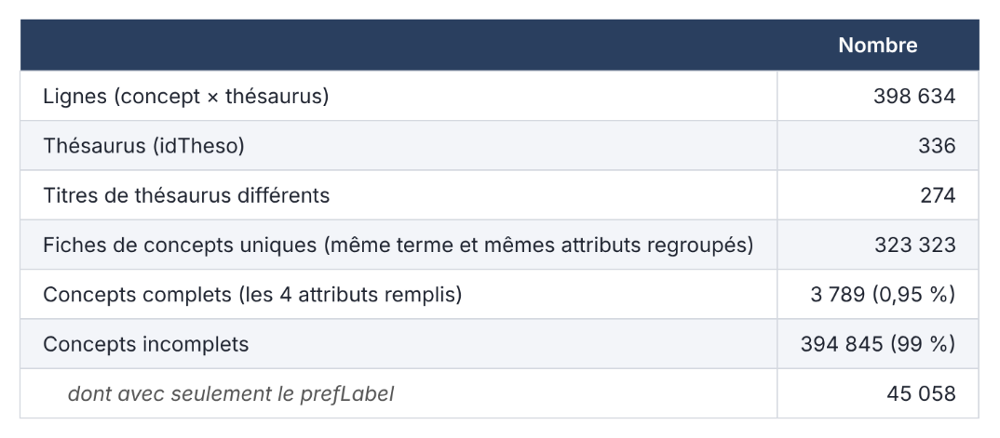 Nombre
Lignes (concept × thésaurus) 398 634
Thésaurus (idTheso) 336
Titres de thésaurus différents 274
Fiches de concepts uniques (même terme et mêmes attributs regroupés) 323 323
Concepts complets (les 4 attributs remplis) 3 789 (0,95 %)
Concepts incomplets 394 845 (99 %)
dont avec seulement le prefLabel 45 058